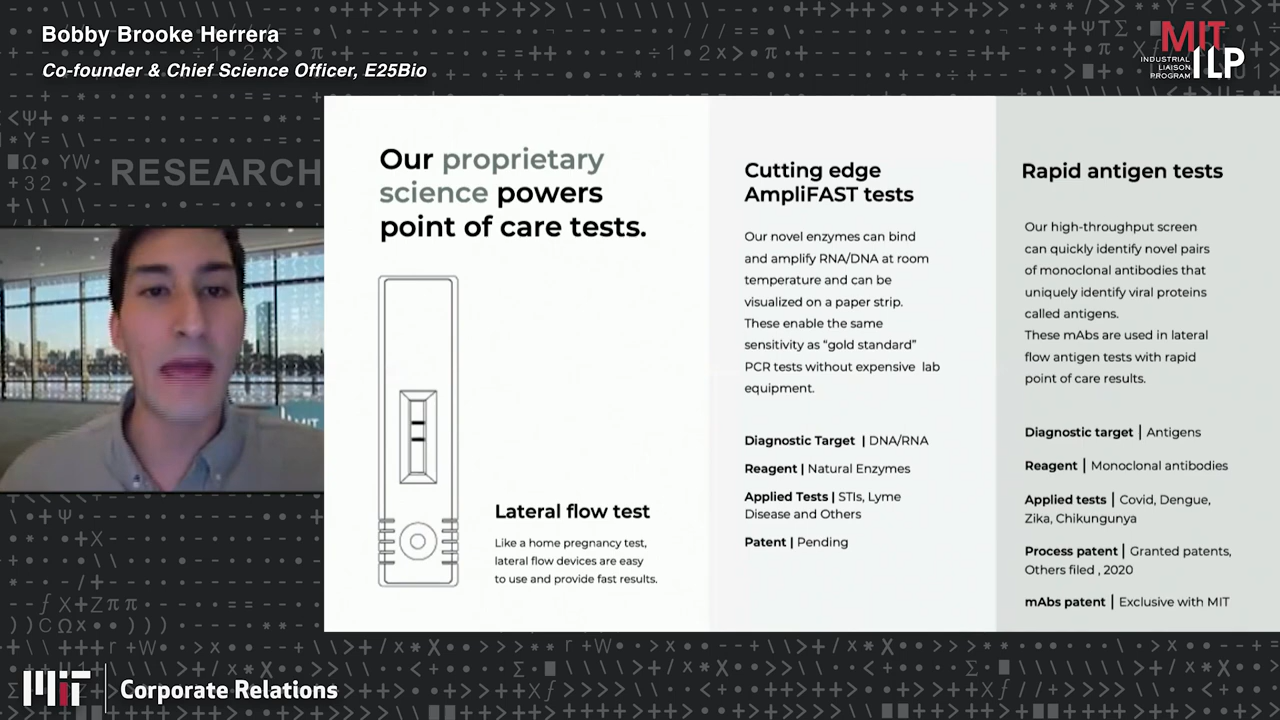 Bobby Brooke Herrera
Co-founder & Chief Science Officer, E25Bio
MIT
INDUSTRIAL
LIAISON
PROGRAM
ILP
RESEARCH
Our proprietary
science powers
point of care tests.
Lateral flow test
Like a home pregnancy test,
lateral flow devices are easy
to use and provide fast results.
Cutting edge
AmpliFAST tests
Our novel enzymes can bind
and amplify RNA/DNA at room
temperature and can be
visualized on a paper strip.
These enable the same
sensitivity as “gold standard”
PCR tests without expensive lab
equipment.
Diagnostic Target | DNA/RNA
Reagent | Natural Enzymes
Applied Tests | STIs, Lyme
Disease and Others
Patent | Pending
Rapid antigen tests
Our high-throughput screen
can quickly identify novel pairs
of monoclonal antibodies that
uniquely identify viral proteins
called antigens.
These mAbs are used in lateral
flow antigen tests with rapid
point of care results.
Diagnostic target | Antigens
Reagent | Monoclonal antibodies
Applied tests | Covid, Dengue,
Zika, Chikungunya
Process patent | Granted patents,
Others filed , 2020
mAbs patent | Exclusive with MIT
MIT
Corporate Relations